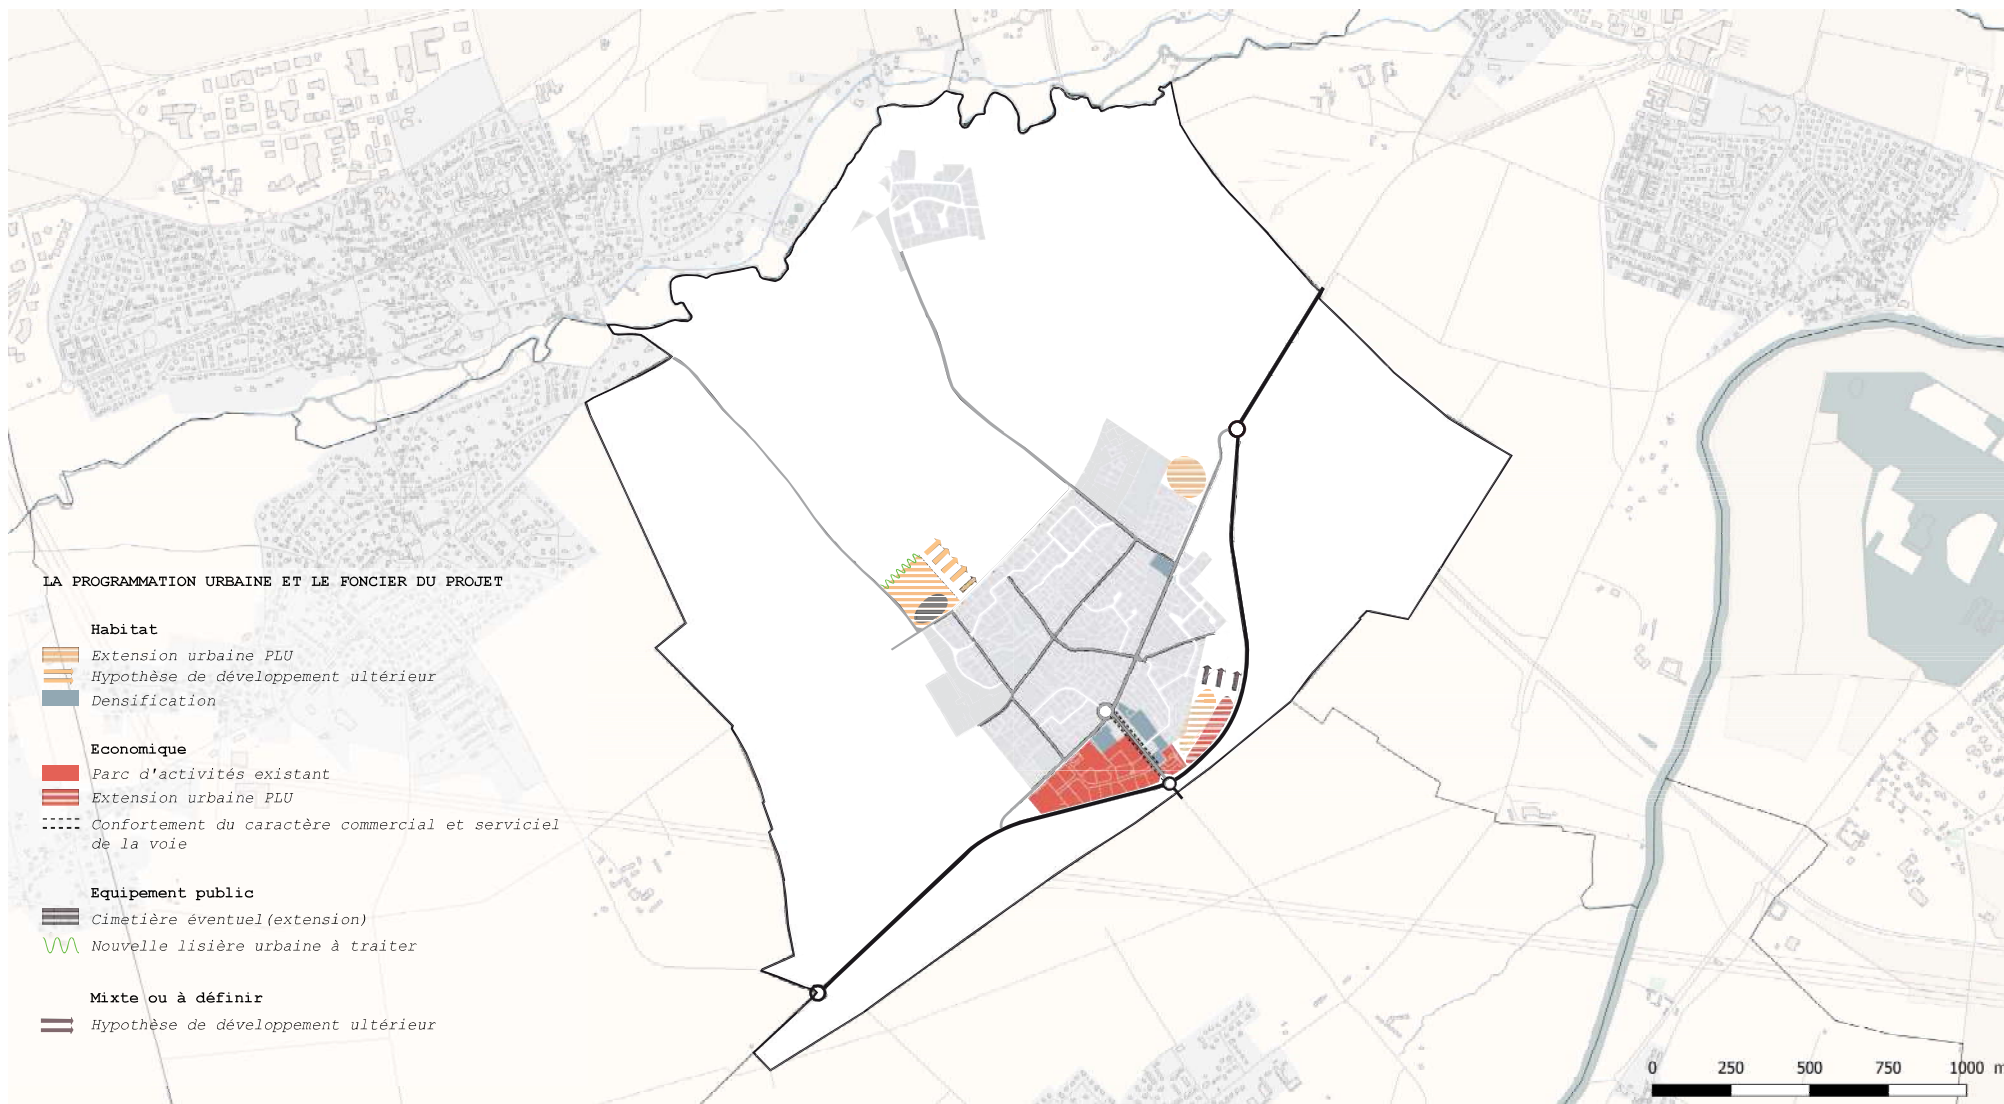 LA PROGRAMMATION URBAINE ET LE FONCIER DU PROJET
Habitat
Extension urbaine PLU
Hypothèse de développement ultérieur
Densification
Economique
Parc d'activités existant
Extension urbaine PLU
Confortement du caractère commercial et serviciel
de la voie
Equipement public
Cimetière éventuel(extension)
Nouvelle lisière urbaine à traiter
Mixte ou à définir
Hypothèse de développement ultérieur
0 250 500 750 1000 m